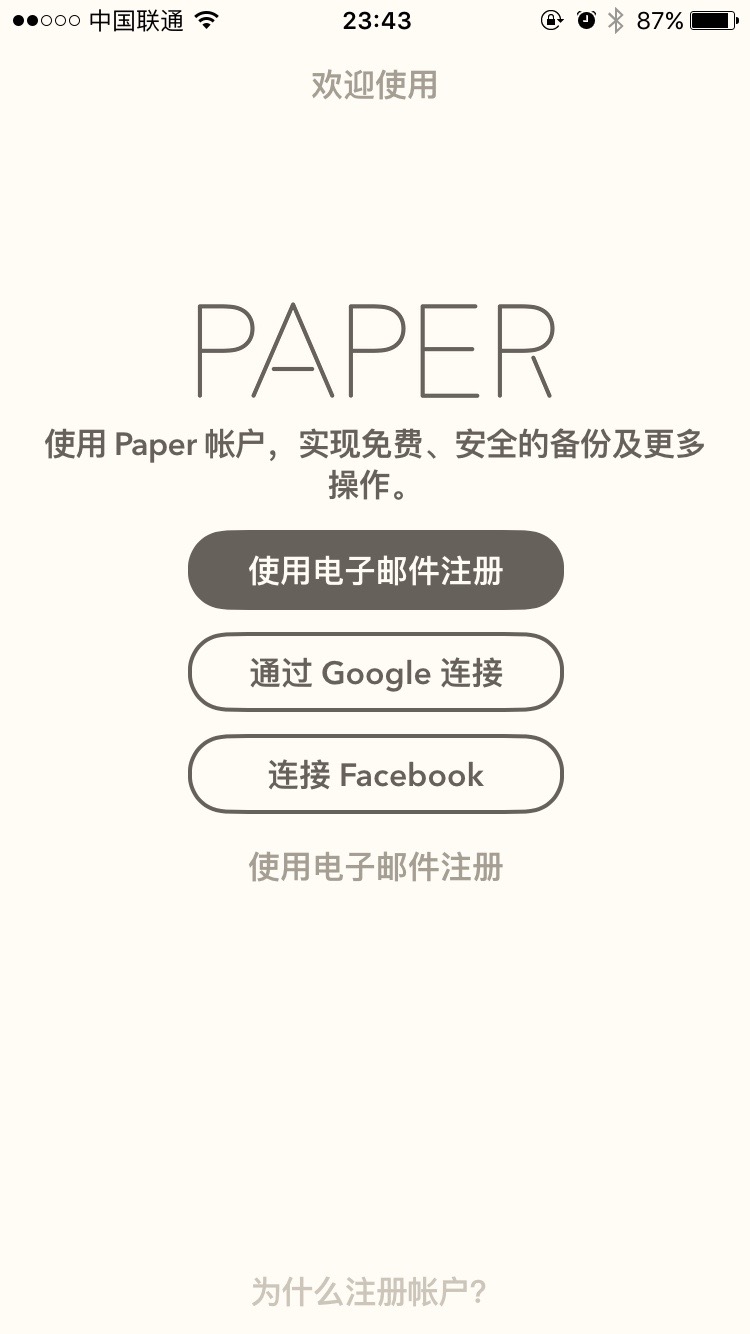 中国联通
23:43
87%
欢迎使用
PAPER
使用 Paper 帐户，实现免费、安全的备份及更多
操作。
使用电子邮件注册
通过 Google 连接
连接 Facebook
使用电子邮件注册
为什么注册帐户?